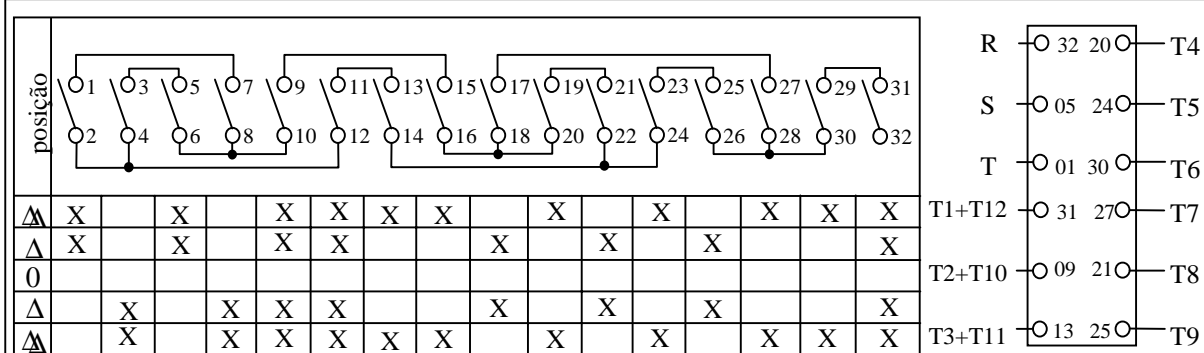 posição
1 3 5 7 9 11 13 15 17 19 21 23 25 27 29 31
2 4 6 8 10 12 14 16 18 20 22 24 26 28 30 32
ΔΔ X X X X X X X X X X X
Δ X X X X X X X X
0
Δ X X X X X X X X
ΔΔ X X X X X X X X X X X
R 32 20 T4
S 05 24 T5
T 01 30 T6
T1+T12 31 27 T7
T2+T10 09 21 T8
T3+T11 13 25 T9